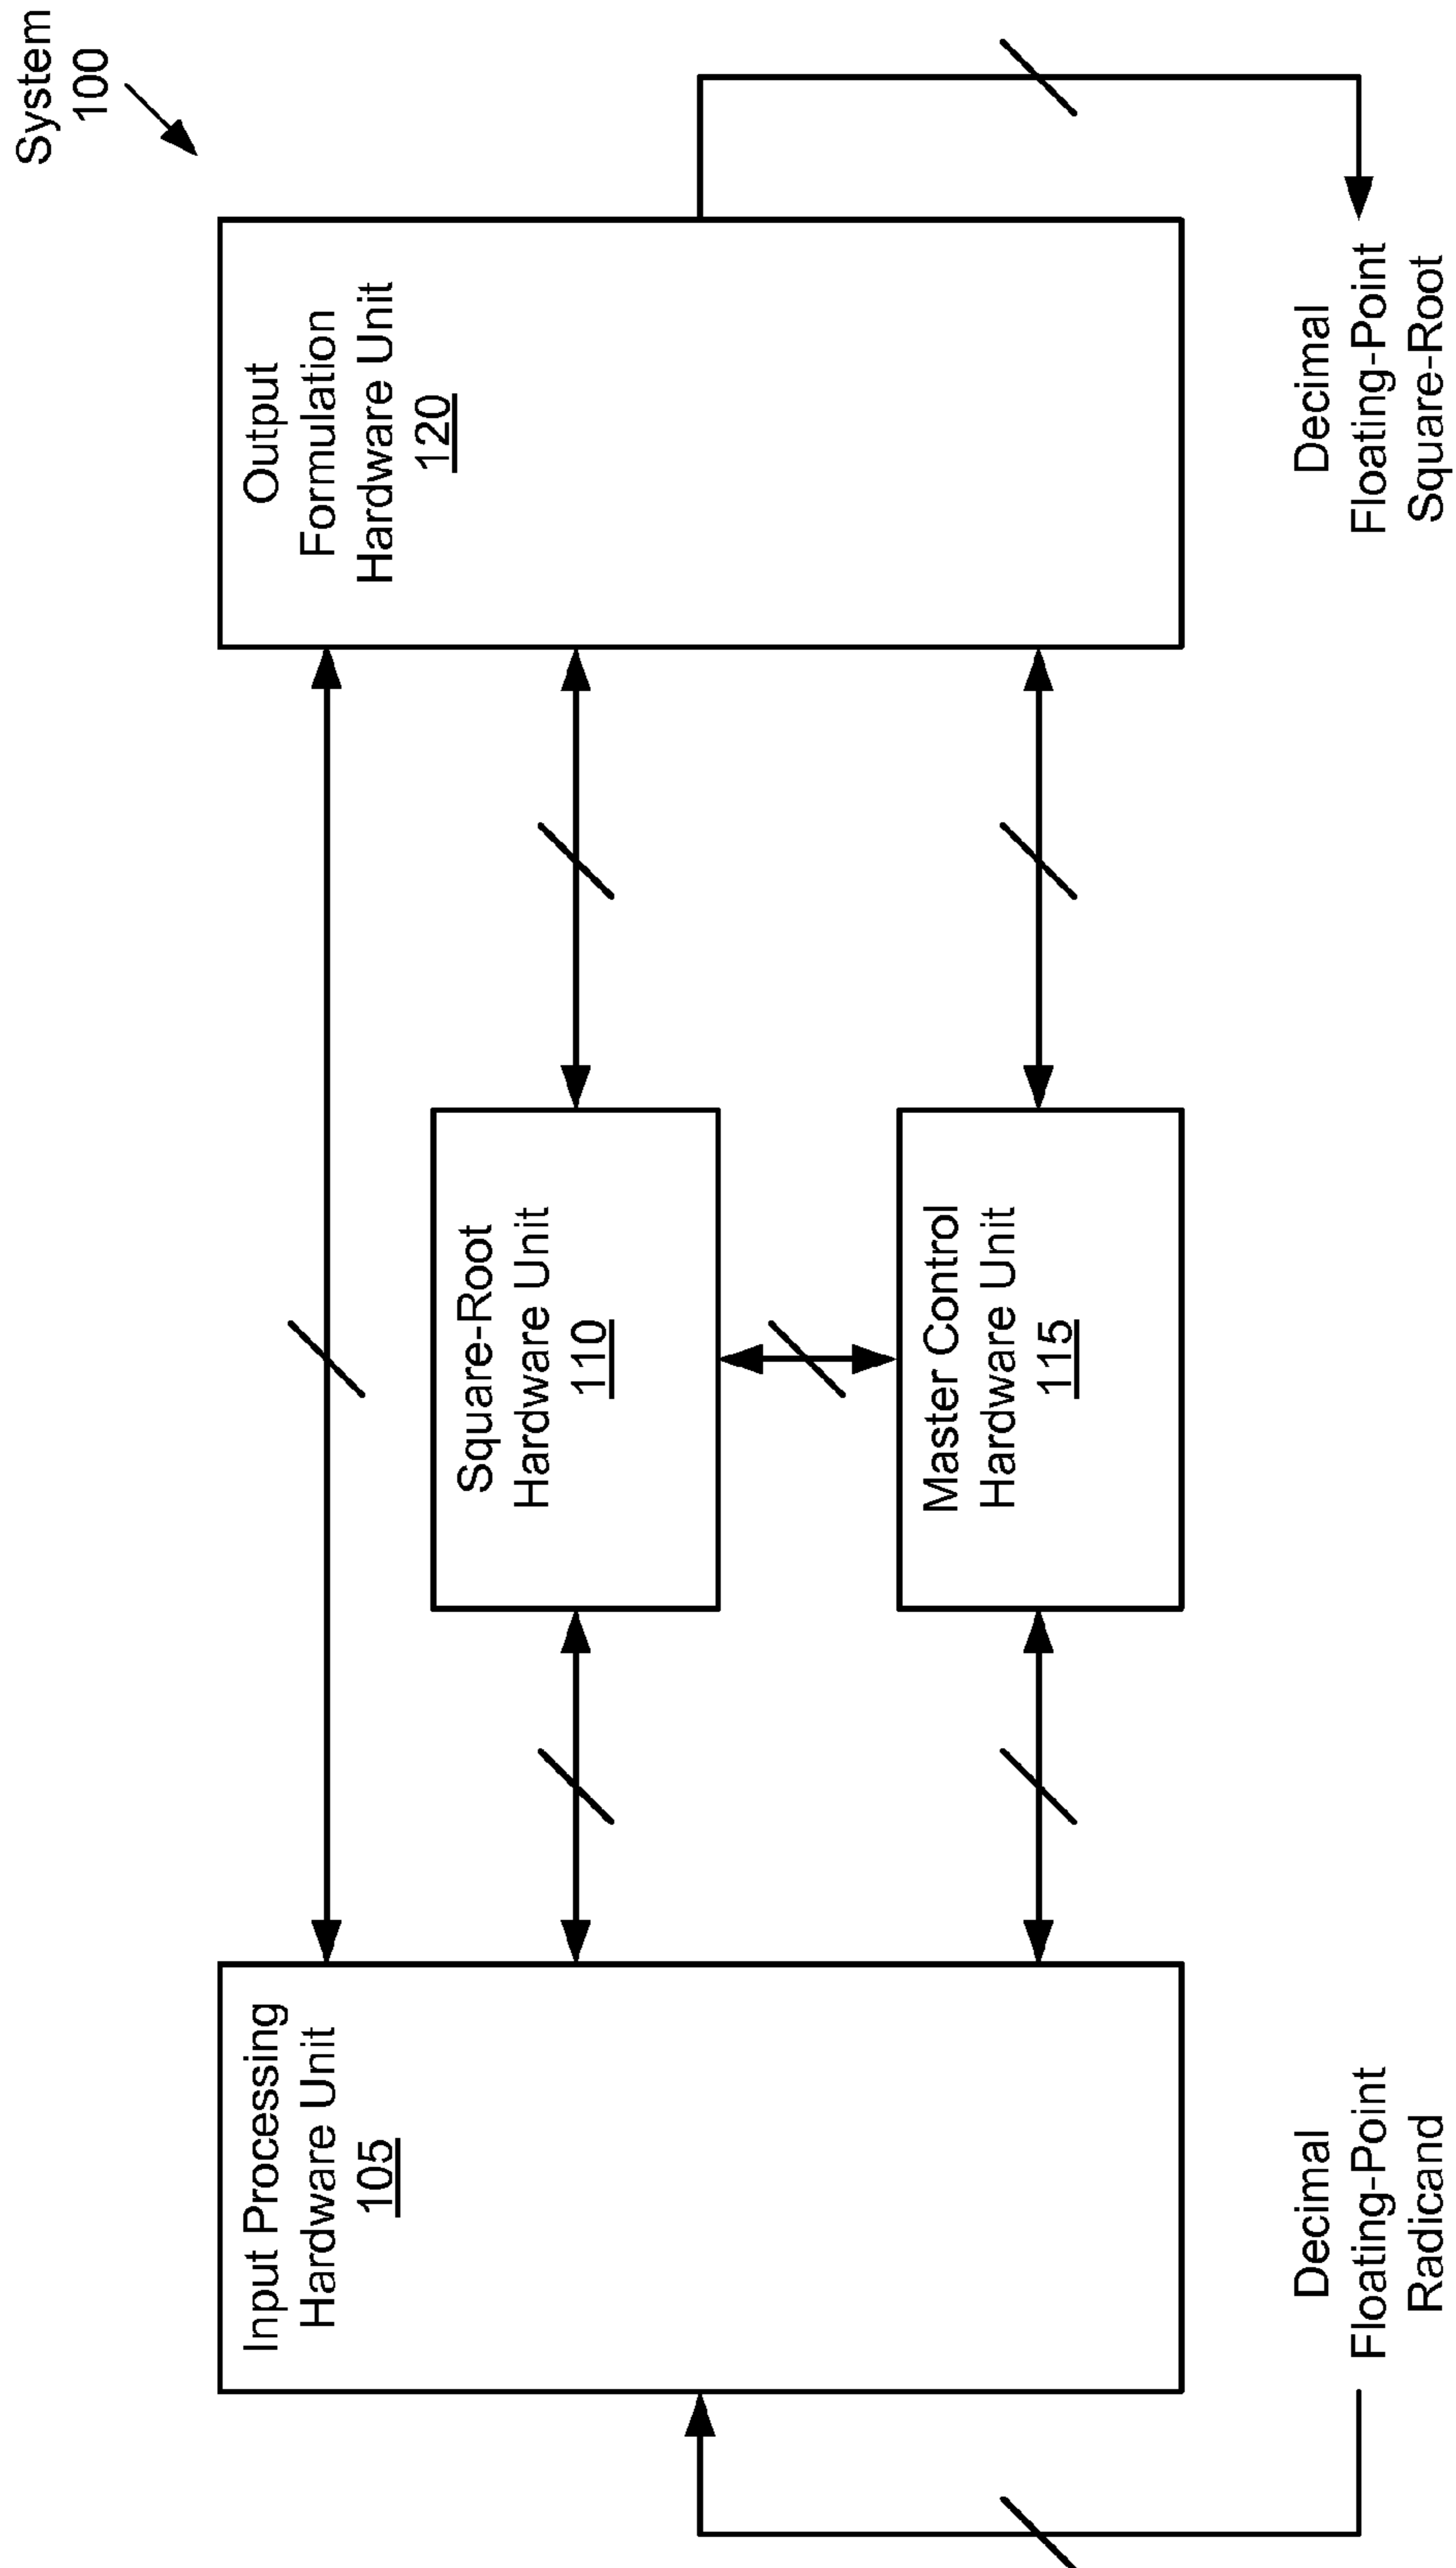 System
100
Input Processing
Hardware Unit
105
Square-Root
Hardware Unit
110
Master Control
Hardware Unit
115
Output
Formulation
Hardware Unit
120
Decimal
Floating-Point
Radicand
Decimal
Floating-Point
Square-Root